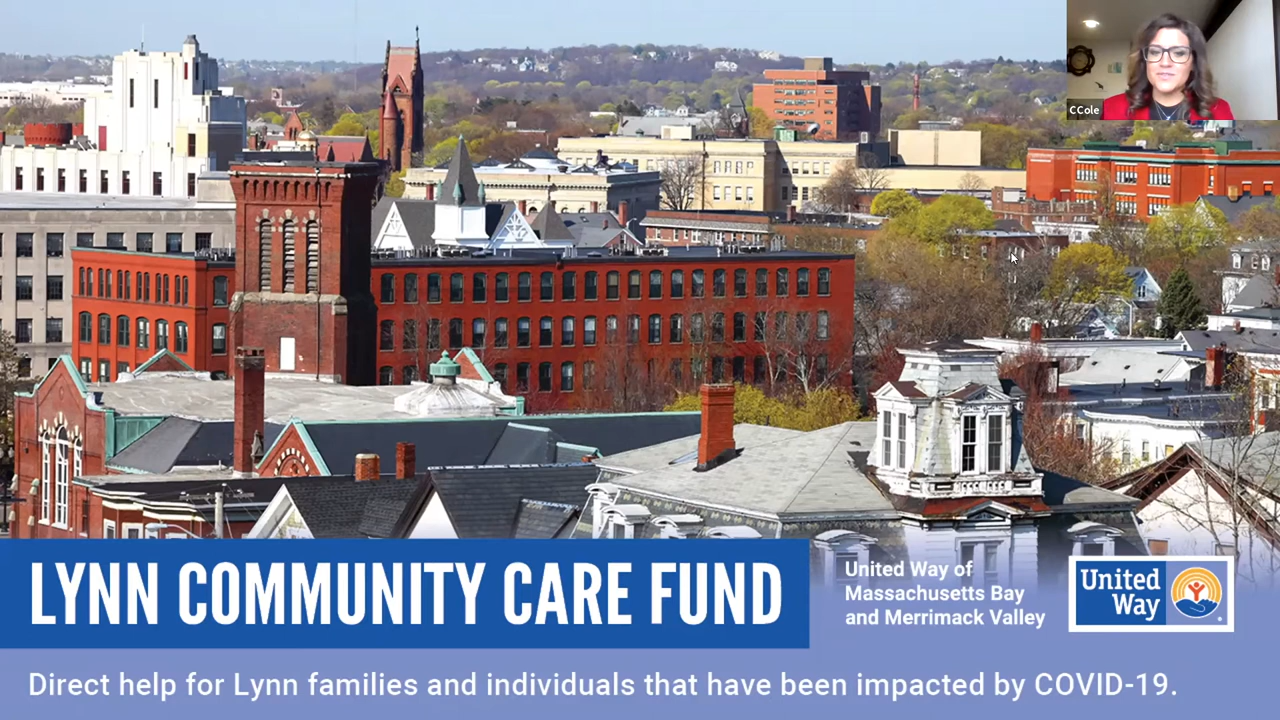 CCole
LYNN COMMUNITY CARE FUND
United Way of
Massachusetts Bay
and Merrimack Valley
United
Way
Direct help for Lynn families and individuals that have been impacted by COVID-19.